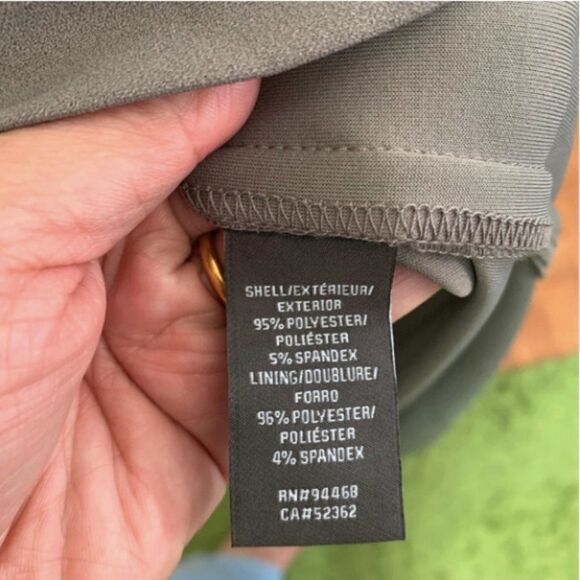 SHELL/EXTÉRIEUR/
EXTERIOR
95% POLYESTER/
POLIÉSTER
5% SPANDEX
LINING/DOUBLURE/
FORRO
96% POLYESTER/
POLIÉSTER
4% SPANDEX
RN#94468
CA#52362